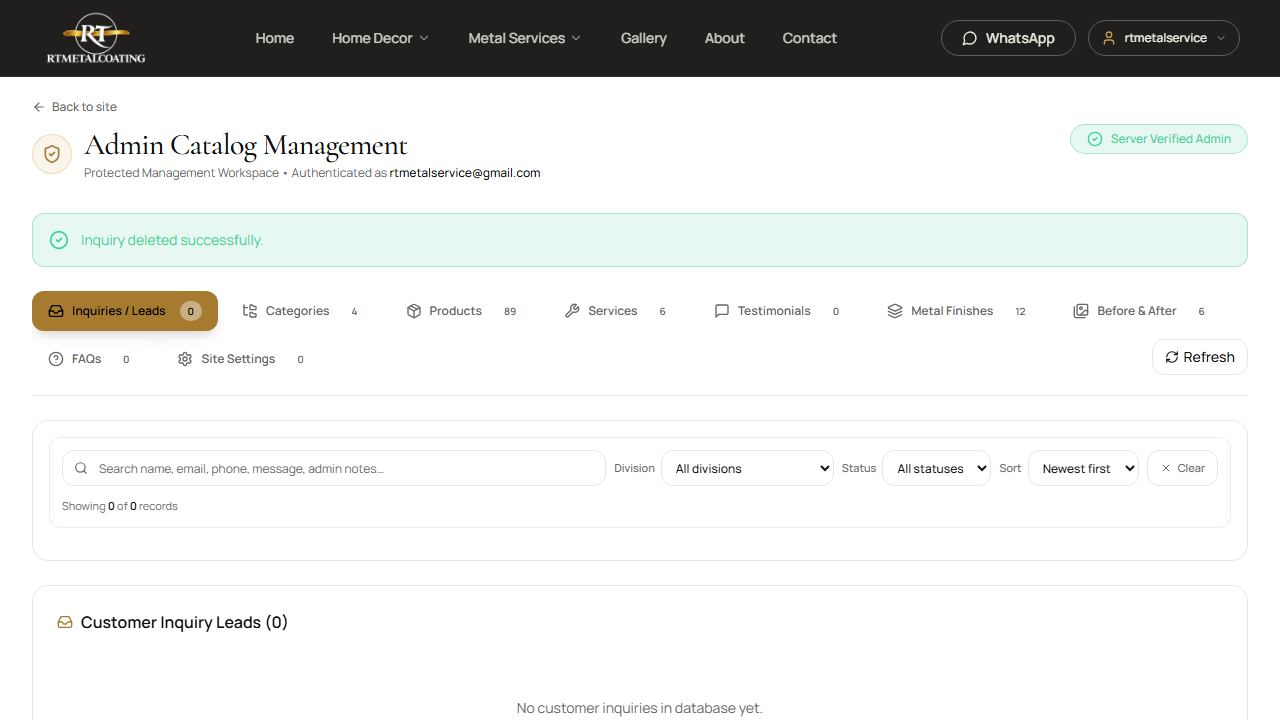 RT
RTMETALCOATING
Home
Home Decor
Metal Services
Gallery
About
Contact
WhatsApp
rtmetalservice
Back to site
Admin Catalog Management
Protected Management Workspace • Authenticated as rtmetalservice@gmail.com
Server Verified Admin
Inquiry deleted successfully.
Inquiries / Leads 0
Categories 4
Products 89
Services 6
Testimonials 0
Metal Finishes 12
Before & After 6
FAQs 0
Site Settings 0
Refresh
Search name, email, phone, message, admin notes...
Division
All divisions
Status
All statuses
Sort
Newest first
Clear
Showing 0 of 0 records
Customer Inquiry Leads (0)
No customer inquiries in database yet.